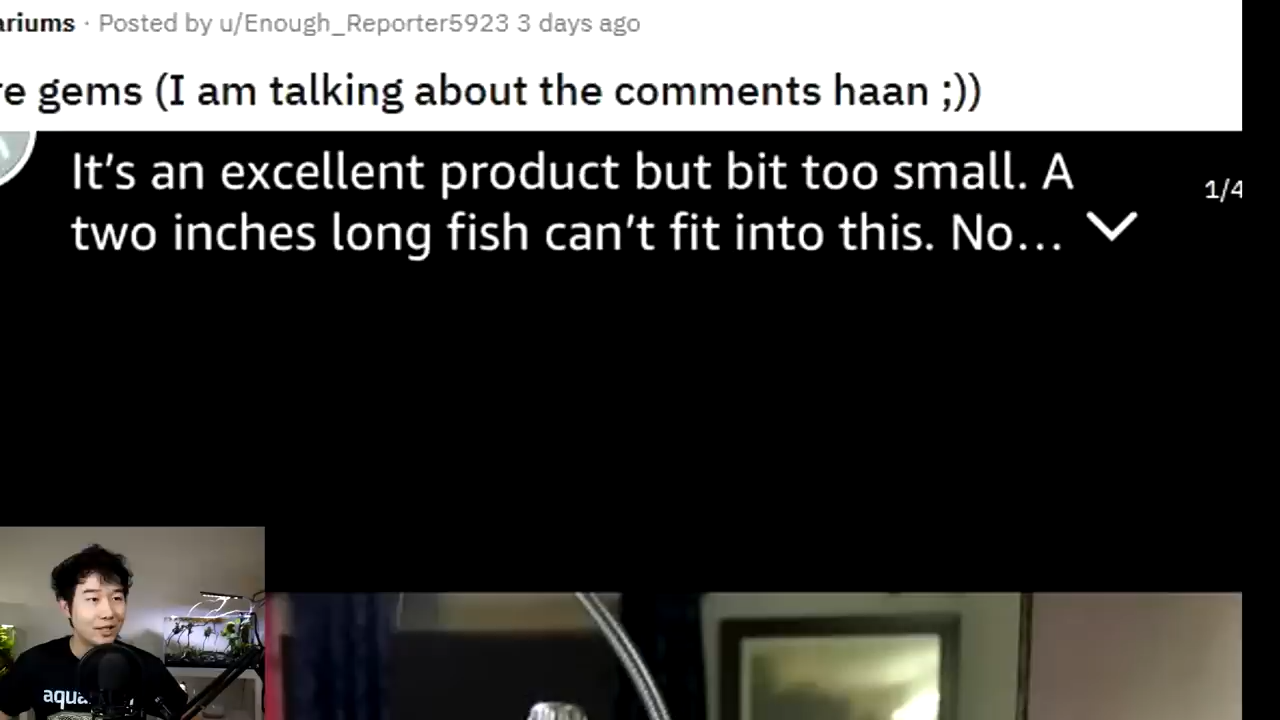 ariums · Posted by u/Enough_Reporter5923 3 days ago
re gems (I am talking about the comments haan ;))
It's an excellent product but bit too small. A
two inches long fish can't fit into this. No...
1/4
aqua